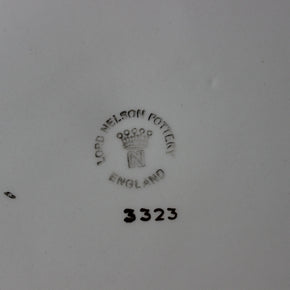 LORD NELSON POTTERY
N
ENGLAND
3323